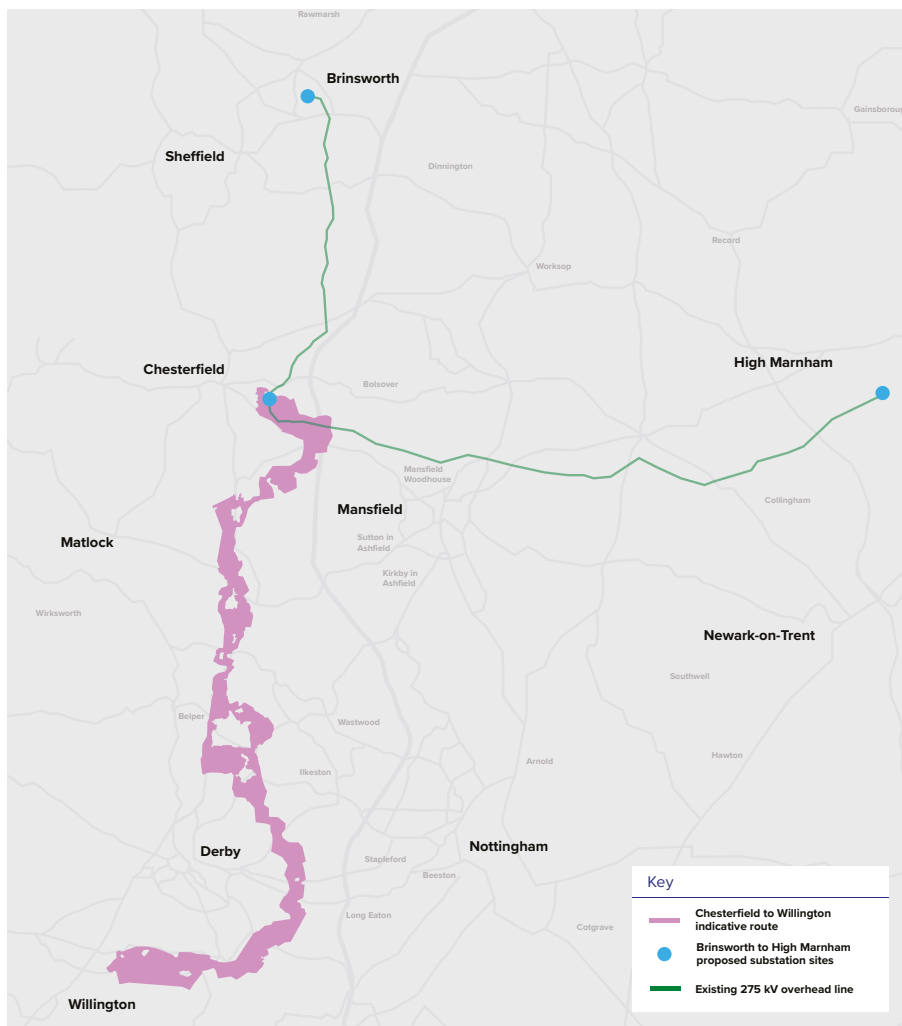 Rawmarsh
Brinsworth
Gainsboroug
Sheffield
Dinnington
Record
Worksop
High Marnham
Chesterfield
Bolsover
Mansfield
Woodhouse
Collingham
Mansfield
Sutton in
Ashfield
Matlock
Kirkby in
Ashfield
Wirksworth
Newark-on-Trent
Southwell
Belper
Wastwood
Hawton
Arnold
Ilkeston
Nottingham
Derby
Stapleford
Beeston
Long Eaton
Cotgrave
Willington
Key
Chesterfield to Willington
indicative route
Brinsworth to High Marnham
proposed substation sites
Existing 275 kV overhead line